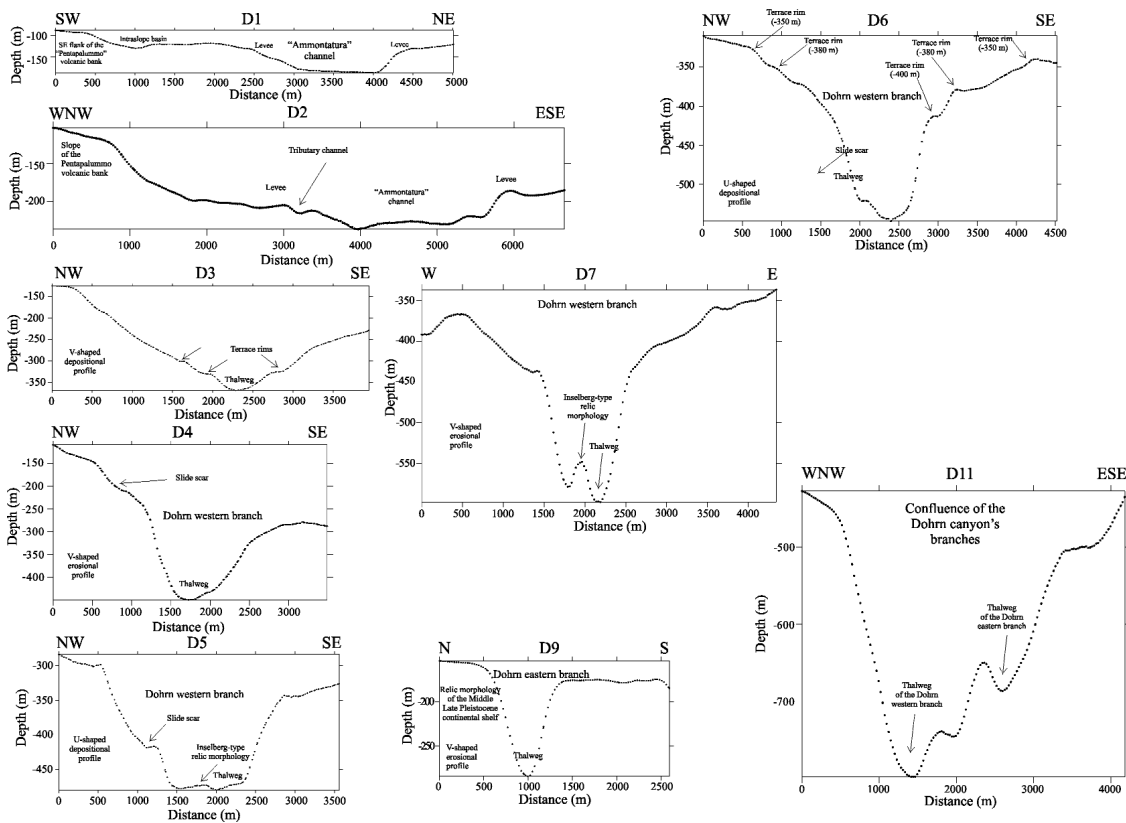 SW D1 NE
-100
-150
Depth (m)
SE flank of the
"Pentapalummo"
volcanic bank
Intraslope basin
Levee
"Ammontatura"
channel
Levee
0 500 1000 1500 2000 2500 3000 3500 4000 4500 5000
Distance (m)
WNW D2 ESE
-150
-200
Depth (m)
Slope
of the
Pentapalummo
volcanic bank
Tributary channel
Levee
"Ammontatura"
channel
Levee
0 1000 2000 3000 4000 5000 6000
Distance (m)
NW D3 SE
-150
-200
-250
-300
-350
Depth (m)
V-shaped
depositional
profile
Terrace rims
Thalweg
0 500 1000 1500 2000 2500 3000 3500
Distance (m)
NW D4 SE
-150
-200
-250
-300
-350
-400
Depth (m)
Slide scar
Dohrn western branch
V-shaped
erosional
profile
Thalweg
0 500 1000 1500 2000 2500 3000
Distance (m)
NW D5 SE
-300
-350
-400
-450
Depth (m)
Dohrn western branch
Slide scar
U-shaped
depositional
profile
Inselberg-type
relic morphology
Thalweg
0 500 1000 1500 2000 2500 3000 3500
Distance (m)
NW D6 SE
-350
-400
-450
-500
Depth (m)
Terrace rim
(-350 m)
Terrace rim
(-380 m)
Terrace rim
(-380 m)
Terrace rim
(-350 m)
Terrace rim
(-400 m)
Dohrn western branch
Slide scar
Thalweg
U-shaped
depositional
profile
0 500 1000 1500 2000 2500 3000 3500 4000 4500
Distance (m)
W D7 E
-350
-400
-450
-500
-550
Depth (m)
Dohrn western branch
Inselberg-type
relic
morphology
Thalweg
V-shaped
erosional
profile
0 500 1000 1500 2000 2500 3000 3500 4000
Distance (m)
N D9 S
-200
-250
Depth (m)
Dohrn eastern branch
Relic morphology
of the Middle
Late Pleistocene
continental shelf
V-shaped
erosional
profile
Thalweg
0 500 1000 1500 2000 2500
Distance (m)
WNW D11 ESE
-500
-600
-700
Depth (m)
Confluence of the
Dohrn canyon's
branches
Thalweg
of the Dohrn
eastern branch
Thalweg
of the Dohrn
western branch
0 1000 2000 3000 4000
Distance (m)